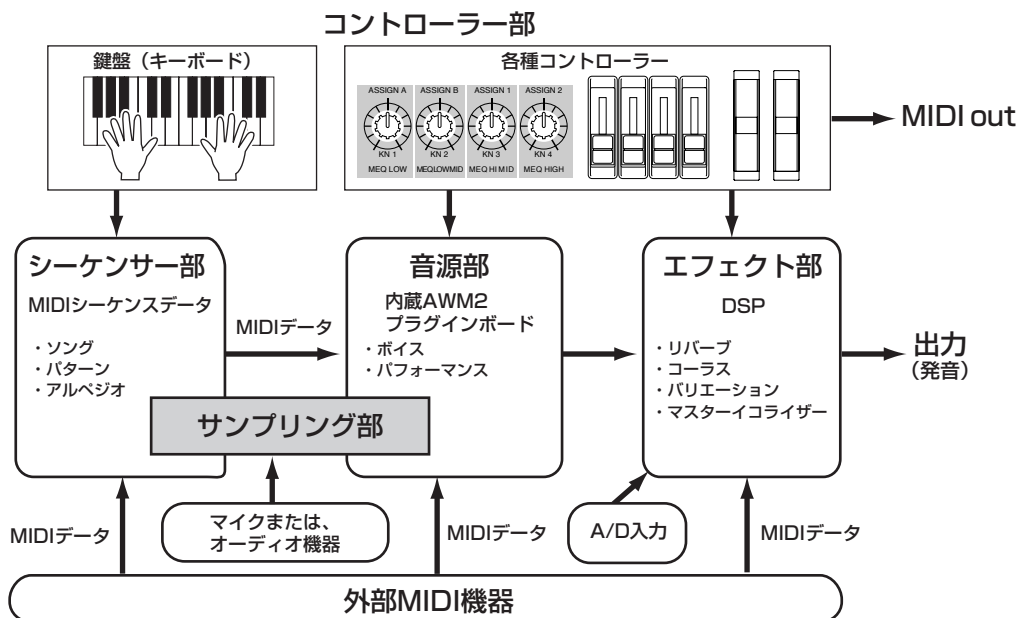 コントローラー部
鍵盤（キーボード）
各種コントローラー
ASSIGN A
ASSIGN B
ASSIGN 1
ASSIGN 2
KN 1
KN 2
KN 3
KN 4
MEQ LOW
MEQLOWMID
MEQ HI MID
MEQ HIGH
MIDI out
シーケンサー部
MIDIシーケンスデータ
・ソング
・パターン
・アルペジオ
MIDIデータ
音源部
内蔵AWM2
プラグインボード
・ボイス
・パフォーマンス
エフェクト部
DSP
・リバーブ
・コーラス
・バリエーション
・マスターイコライザー
出力
（発音）
サンプリング部
MIDIデータ
マイクまたは、
オーディオ機器
MIDIデータ
A/D入力
MIDIデータ
外部MIDI機器